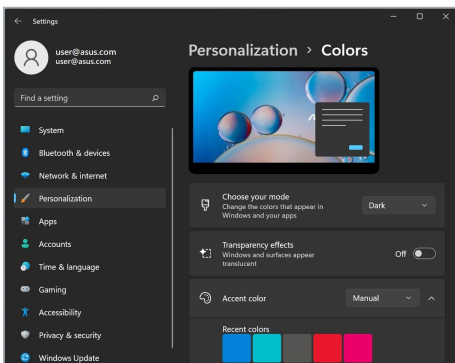 Settings
user@asus.com
user@asus.com
Find a setting
System
Bluetooth & devices
Network & internet
Personalization
Apps
Accounts
Time & language
Gaming
Accessibility
Privacy & security
Windows Update
Personalization > Colors
Choose your mode
Change the colors that appear in
Windows and your apps
Dark
Transparency effects
Windows and surfaces appear
translucent
Off
Accent color
Manual
Recent colors